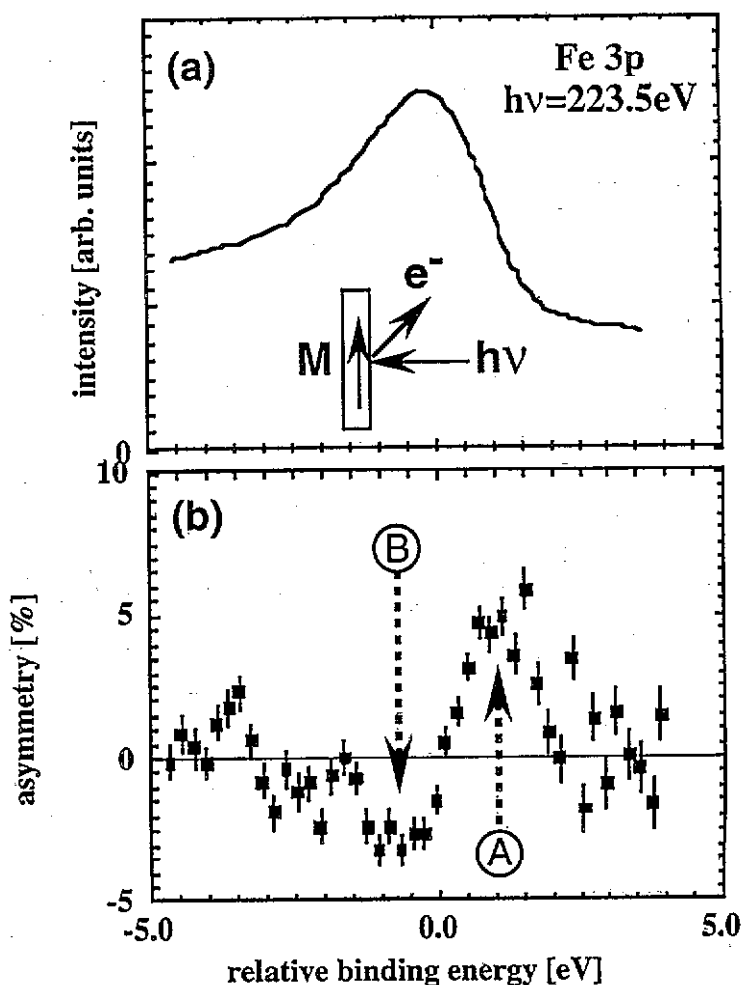 (a)
Fe 3p
hν=223.5eV
intensity [arb. units]
e-
M
hν
0
10
(b)
B
5
asymmetry [%]
0
A
-5
-5.0
0.0
5.0
relative binding energy [eV]